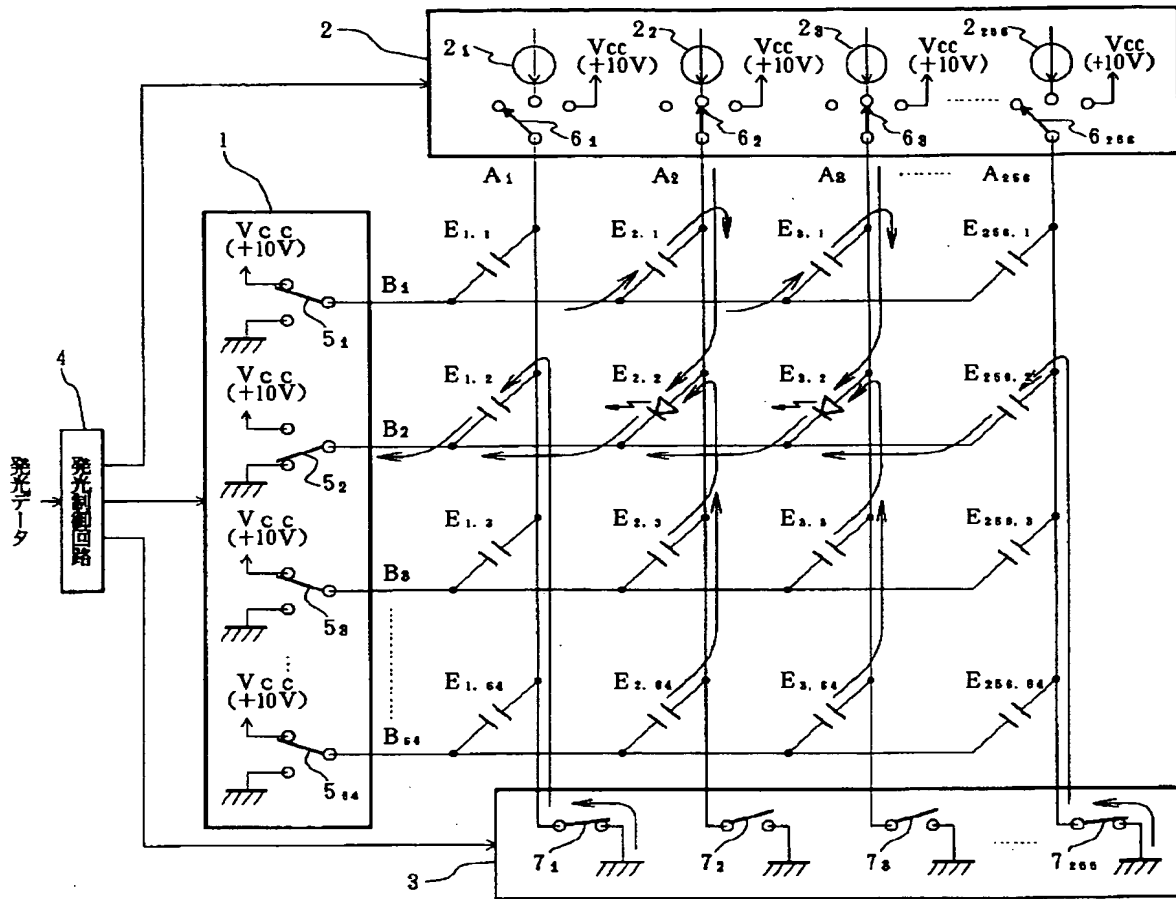 2
2₁
Vcc
(+10V)
2₂
Vcc
(+10V)
2₃
Vcc
(+10V)
2₂₅₆
Vcc
(+10V)
6₁
6₂
6₃
6₂₅₆
1
A₁
A₂
A₃
A₂₅₆
Vcc
(+10V)
5₁
B₁
E₁.₁
E₂.₁
E₃.₁
E₂₅₆.₁
4
発光データ
発光制御回路
Vcc
(+10V)
5₂
B₂
E₁.₂
E₂.₂
E₃.₂
E₂₅₆.₂
Vcc
(+10V)
5₃
B₃
E₁.₃
E₂.₃
E₃.₃
E₂₅₆.₃
Vcc
(+10V)
5₆₄
B₆₄
E₁.₆₄
E₂.₆₄
E₃.₆₄
E₂₅₆.₆₄
3
7₁
7₂
7₃
7₂₅₆